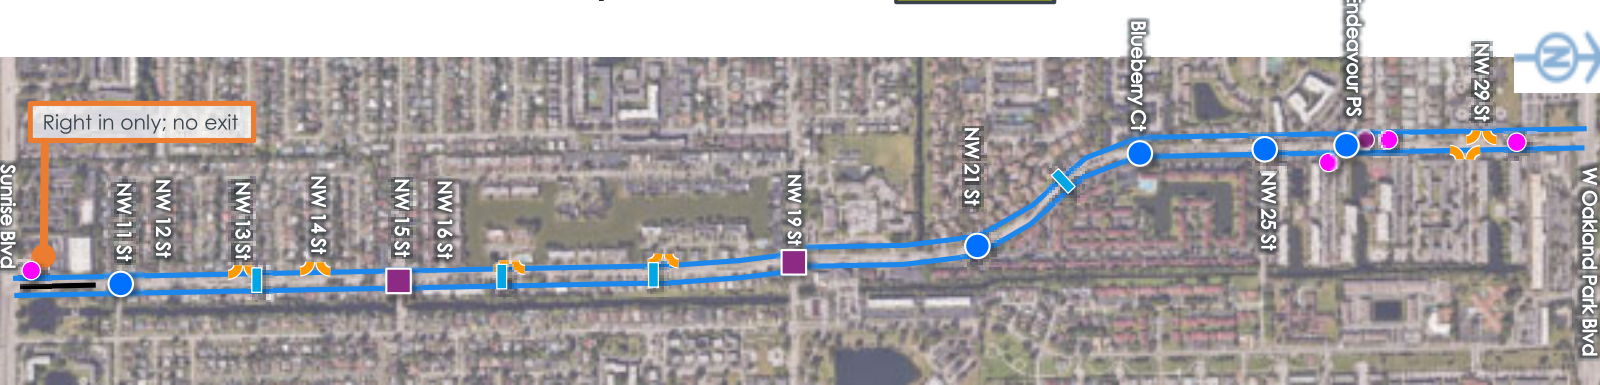 Right in only; no exit
Sunrise Blvd
NW 11 St
NW 12 St
NW 13 St
NW 14 St
NW 15 St
NW 16 St
NW 19 St
NW 21 St
Blueberry Ct
NW 25 St
Endeavour PS
NW 29 St
W Oakland Park Blvd
N